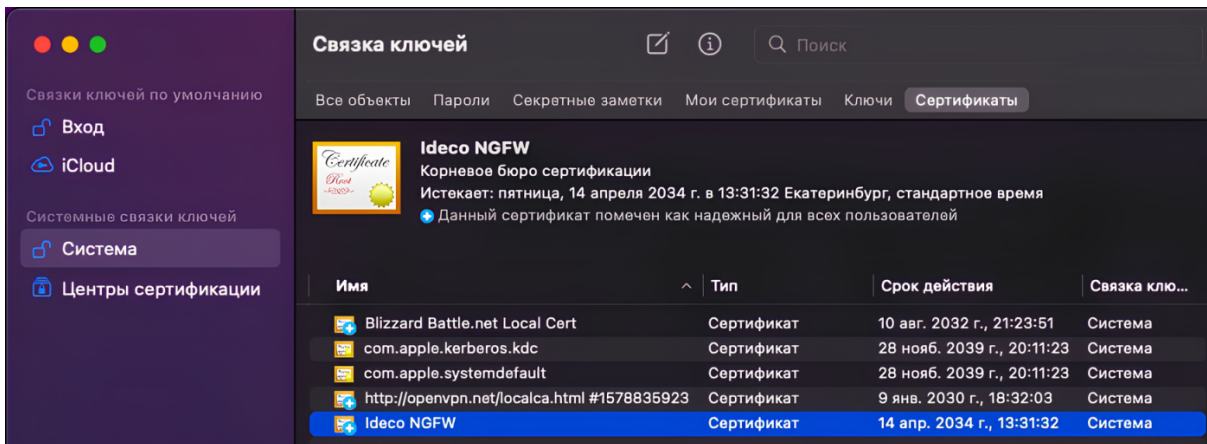 Связка ключей
Поиск
Связки ключей по умолчанию
Вход
iCloud
Системные связки ключей
Система
Центры сертификации
Все объекты Пароли Секретные заметки Мои сертификаты Ключи Сертификаты
Certificate
Root
Ideco NGFW
Корневое бюро сертификации
Истекает: пятница, 14 апреля 2034 г. в 13:31:32 Екатеринбург, стандартное время
Данный сертификат помечен как надежный для всех пользователей
Имя Тип Срок действия Связка клю...
Blizzard Battle.net Local Cert Сертификат 10 авг. 2032 г., 21:23:51 Система
com.apple.kerberos.kdc Сертификат 28 нояб. 2039 г., 20:11:23 Система
com.apple.systemdefault Сертификат 28 нояб. 2039 г., 20:11:23 Система
http://openvpn.net/localca.html #1578835923 Сертификат 9 янв. 2030 г., 18:32:03 Система
Ideco NGFW Сертификат 14 апр. 2034 г., 13:31:32 Система